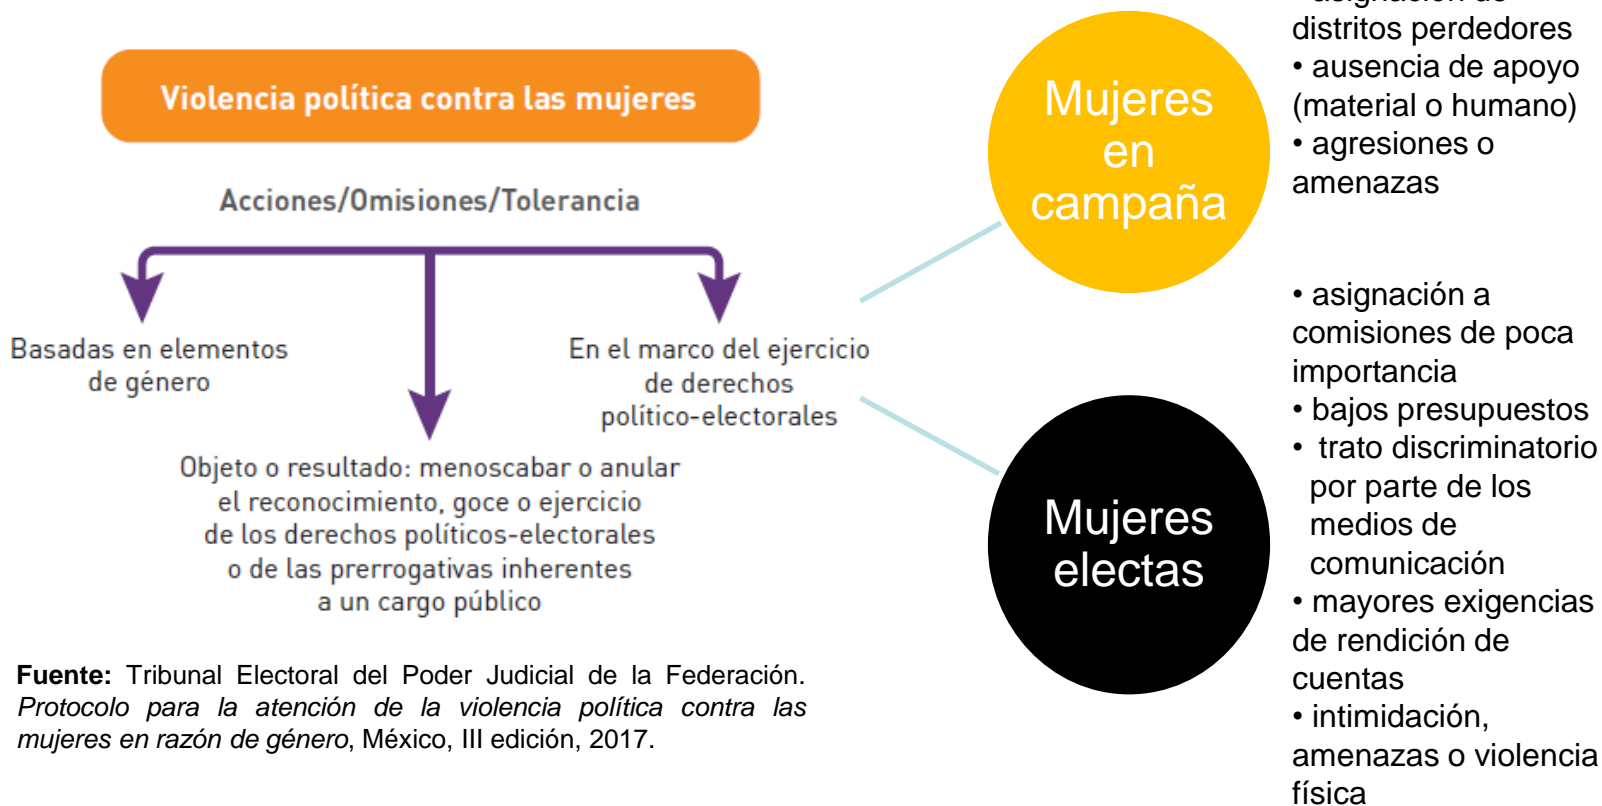 Violencia política contra las mujeres
Acciones/Omisiones/Tolerancia
Basadas en elementos
de género
En el marco del ejercicio
de derechos
político-electorales
Objeto o resultado: menoscabar o anular
el reconocimiento, goce o ejercicio
de los derechos políticos-electorales
o de las prerrogativas inherentes
a un cargo público
Fuente: Tribunal Electoral del Poder Judicial de la Federación.
Protocolo para la atención de la violencia política contra las
mujeres en razón de género, México, III edición, 2017.
Mujeres
en
campaña
distritos perdedores
• ausencia de apoyo
(material o humano)
• agresiones o
amenazas
Mujeres
electas
• asignación a
comisiones de poca
importancia
• bajos presupuestos
• trato discriminatorio
por parte de los
medios de
comunicación
• mayores exigencias
de rendición de
cuentas
• intimidación,
amenazas o violencia
física